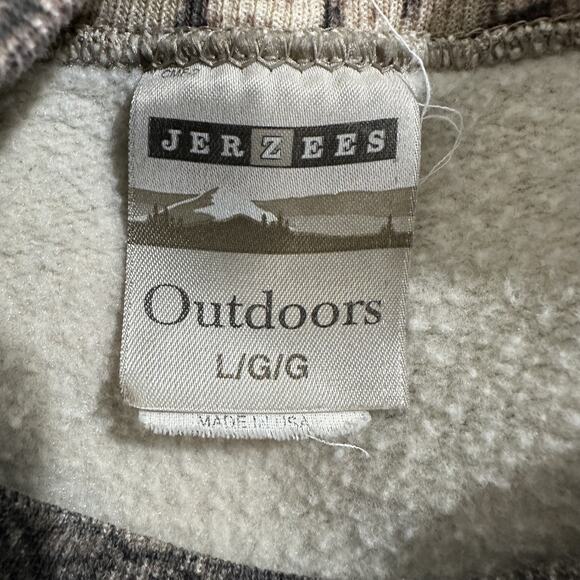 JERZEES
Outdoors
L/G/G
MADE IN USA